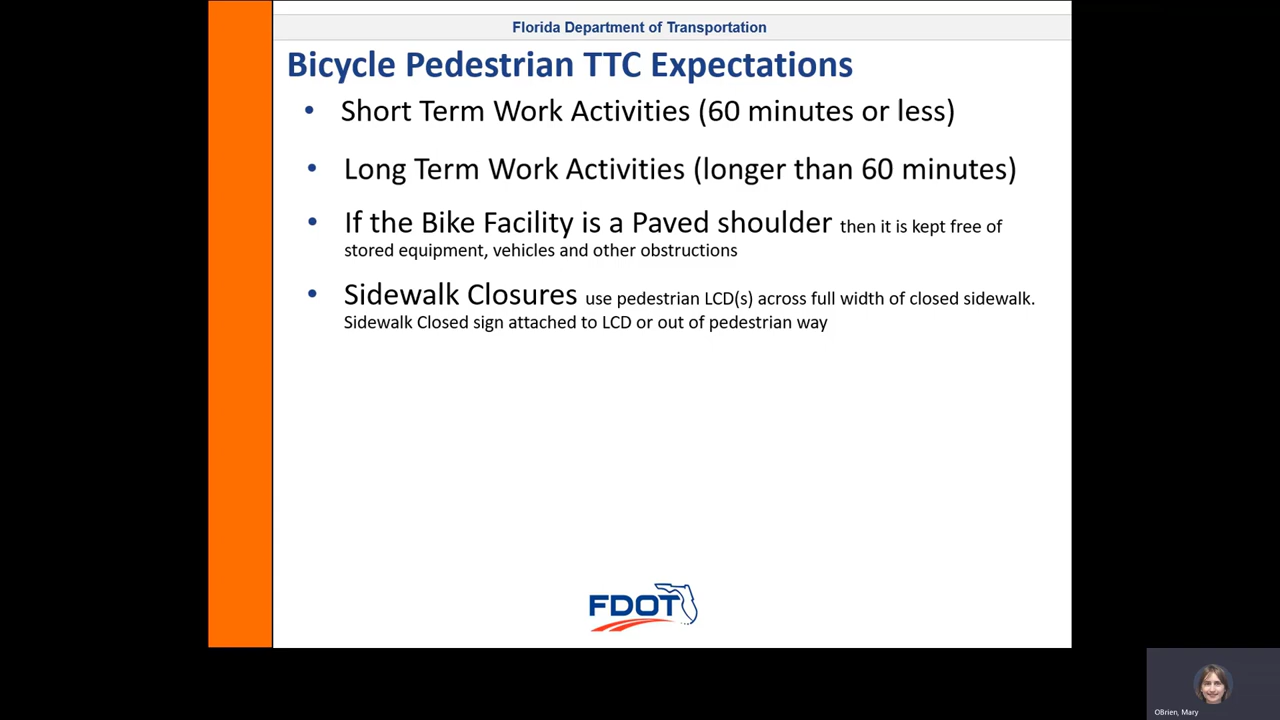 Florida Department of Transportation
Bicycle Pedestrian TTC Expectations
• Short Term Work Activities (60 minutes or less)
• Long Term Work Activities (longer than 60 minutes)
• If the Bike Facility is a Paved shoulder then it is kept free of
stored equipment, vehicles and other obstructions
• Sidewalk Closures use pedestrian LCD(s) across full width of closed sidewalk.
Sidewalk Closed sign attached to LCD or out of pedestrian way
FDOT
OBrien, Mary